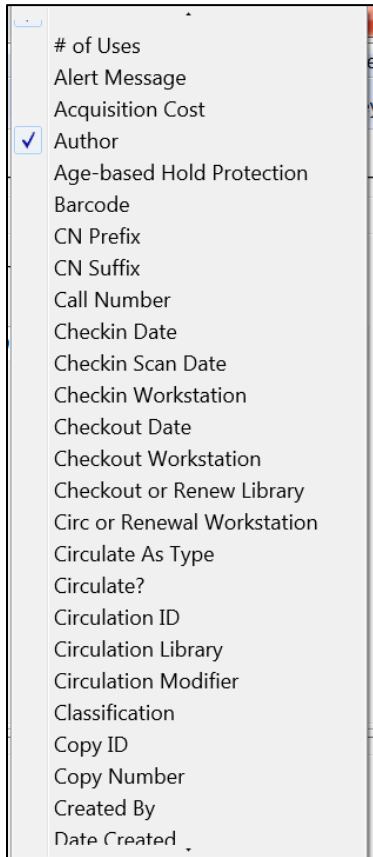 # of Uses
Alert Message
Acquisition Cost
Author
Age-based Hold Protection
Barcode
CN Prefix
CN Suffix
Call Number
Checkin Date
Checkin Scan Date
Checkin Workstation
Checkout Date
Checkout Workstation
Checkout or Renew Library
Circ or Renewal Workstation
Circulate As Type
Circulate?
Circulation ID
Circulation Library
Circulation Modifier
Classification
Copy ID
Copy Number
Created By
Date Created